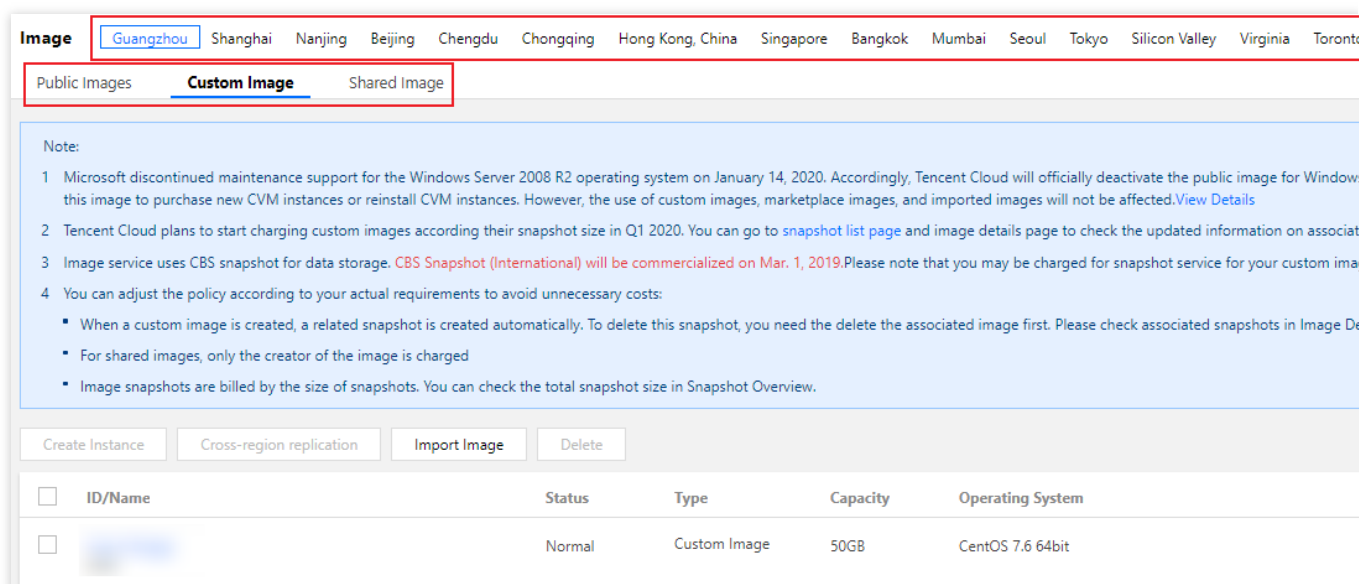 Image Guangzhou Shanghai Nanjing Beijing Chengdu Chongqing Hong Kong, China Singapore Bangkok Mumbai Seoul Tokyo Silicon Valley Virginia Toronto
Public Images Custom Image Shared Image
Note:
1 Microsoft discontinued maintenance support for the Windows Server 2008 R2 operating system on January 14, 2020. Accordingly, Tencent Cloud will officially deactivate the public image for Windows
this image to purchase new CVM instances or reinstall CVM instances. However, the use of custom images, marketplace images, and imported images will not be affected.View Details
2 Tencent Cloud plans to start charging custom images according their snapshot size in Q1 2020. You can go to snapshot list page and image details page to check the updated information on associat
3 Image service uses CBS snapshot for data storage. CBS Snapshot (International) will be commercialized on Mar. 1, 2019.Please note that you may be charged for snapshot service for your custom ima
4 You can adjust the policy according to your actual requirements to avoid unnecessary costs:
▪ When a custom image is created, a related snapshot is created automatically. To delete this snapshot, you need the delete the associated image first. Please check associated snapshots in Image De
▪ For shared images, only the creator of the image is charged
▪ Image snapshots are billed by the size of snapshots. You can check the total snapshot size in Snapshot Overview.
Create Instance Cross-region replication Import Image Delete
ID/Name Status Type Capacity Operating System
Normal Custom Image 50GB CentOS 7.6 64bit